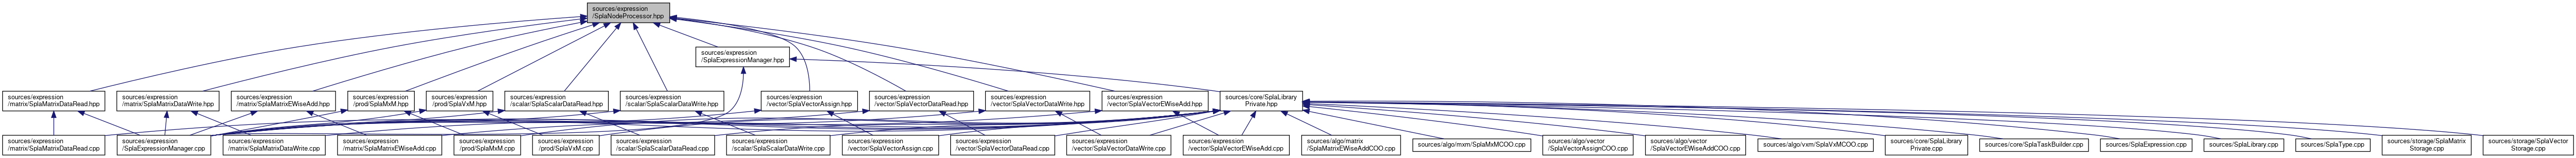 sources/expression
/SplaNodeProcessor.hpp
sources/expression
/SplaExpressionManager.hpp
sources/expression
/matrix/SplaMatrixDataRead.hpp
sources/expression
/matrix/SplaMatrixDataWrite.hpp
sources/expression
/matrix/SplaMatrixEWiseAdd.hpp
sources/expression
/prod/SplaMxM.hpp
sources/expression
/prod/SplaVxM.hpp
sources/expression
/scalar/SplaScalarDataRead.hpp
sources/expression
/scalar/SplaScalarDataWrite.hpp
sources/expression
/vector/SplaVectorAssign.hpp
sources/expression
/vector/SplaVectorDataRead.hpp
sources/expression
/vector/SplaVectorDataWrite.hpp
sources/expression
/vector/SplaVectorEWiseAdd.hpp
sources/core/SplaLibrary
Private.hpp
sources/expression
/matrix/SplaMatrixDataRead.cpp
sources/expression
/SplaExpressionManager.cpp
sources/expression
/matrix/SplaMatrixDataWrite.cpp
sources/expression
/matrix/SplaMatrixEWiseAdd.cpp
sources/expression
/prod/SplaMxM.cpp
sources/expression
/prod/SplaVxM.cpp
sources/expression
/scalar/SplaScalarDataRead.cpp
sources/expression
/scalar/SplaScalarDataWrite.cpp
sources/expression
/vector/SplaVectorAssign.cpp
sources/expression
/vector/SplaVectorDataRead.cpp
sources/expression
/vector/SplaVectorDataWrite.cpp
sources/expression
/vector/SplaVectorEWiseAdd.cpp
sources/algo/matrix
/SplaMatrixEWiseAddCOO.cpp
sources/algo/mxm/SplaMxMCOO.cpp
sources/algo/vector
/SplaVectorAssignCOO.cpp
sources/algo/vector
/SplaVectorEWiseAddCOO.cpp
sources/algo/vxm/SplaVxMCOO.cpp
sources/core/SplaLibrary
Private.cpp
sources/core/SplaTaskBuilder.cpp
sources/SplaExpression.cpp
sources/SplaLibrary.cpp
sources/SplaType.cpp
sources/storage/SplaMatrix
Storage.cpp
sources/storage/SplaVector
Storage.cpp